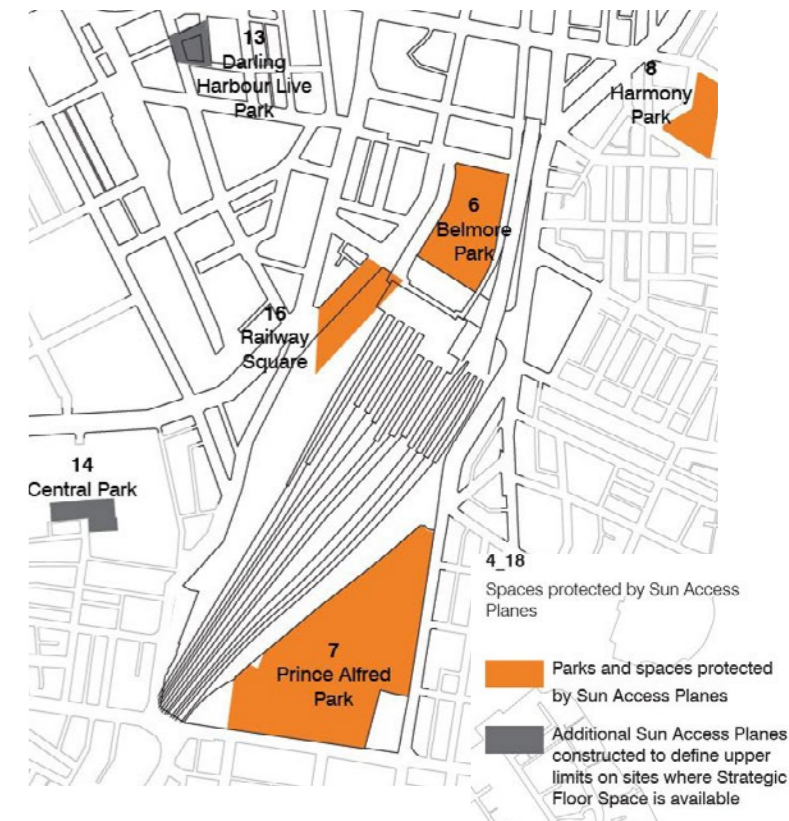 13
Darling
Harbour Live
Park
8
Harmony
Park
6
Belmore
Park
15
Railway
Square
14
Central Park
7
Prince Alfred
Park
4_18
Spaces protected by Sun Access
Planes
Parks and spaces protected
by Sun Access Planes
Additional Sun Access Planes
constructed to define upper
limits on sites where Strategic
Floor Space is available